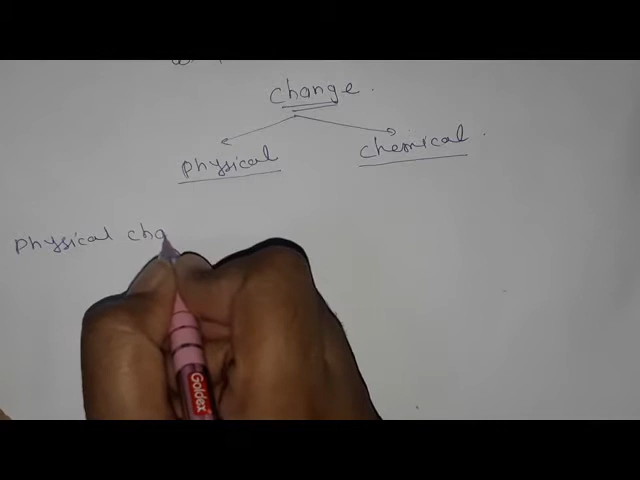 change.
physical chemical.
physical cha
Goldex